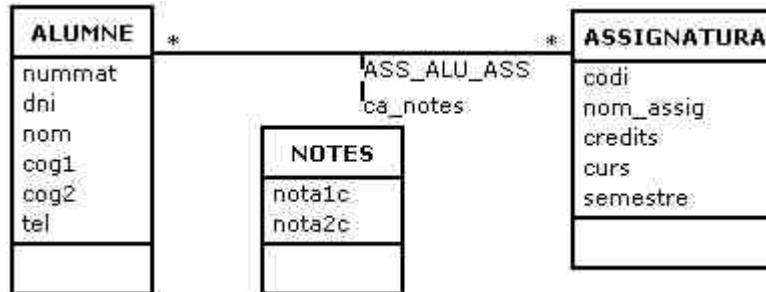 ALUMNE
nummat
dni
nom
cog1
cog2
tel
*
*
ASS_ALU_ASS
ca_notes
NOTES
nota1c
nota2c
ASSIGNATURA
codi
nom_assig
credits
curs
semestre